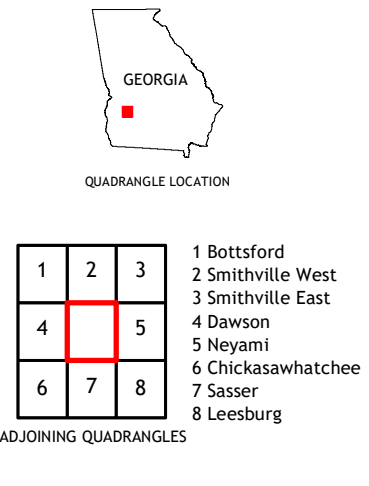 GEORGIA
QUADRANGLE LOCATION
1 2 3
4 5
6 7 8
1 Bottsford
2 Smithville West
3 Smithville East
4 Dawson
5 Neyami
6 Chickasawhatchee
7 Sasser
8 Leesburg
ADJOINING QUADRANGLES